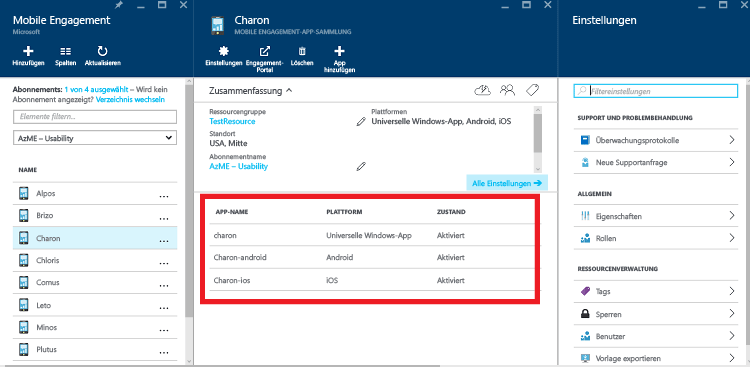 Mobile Engagement
Microsoft
Hinzufügen
Spalten
Aktualisieren
Abonnements: 1 von 4 ausgewählt – Wird kein
Abonnement angezeigt? Verzeichnis wechseln
Elemente filtern...
AzME – Usability
NAME
Alpos ...
Brizo ...
Charon ...
Chloris ...
Comus ...
Leto ...
Minos ...
Plutus ...
Charon
MOBILE ENGAGEMENT-APP-SAMMLUNG
Einstellungen
Engagement-
Portal
Löschen
App
hinzufügen
Zusammenfassung
Ressourcengruppe
TestResource
Standort
USA, Mitte
Abonnementname
AzME – Usability
Plattformen
Universelle Windows-App, Android, iOS
Alle Einstellungen →
APP-NAME PLATTFORM ZUSTAND
charon Universelle Windows-App Aktiviert
Charon-android Android Aktiviert
Charon-ios iOS Aktiviert
Einstellungen
Filtereinstellungen
SUPPORT UND PROBLEMBEHANDLUNG
Überwachungsprotokolle
Neue Supportanfrage
ALLGEMEIN
Eigenschaften
Rollen
RESSOURCENVERWALTUNG
Tags
Sperren
Benutzer
Vorlage exportieren